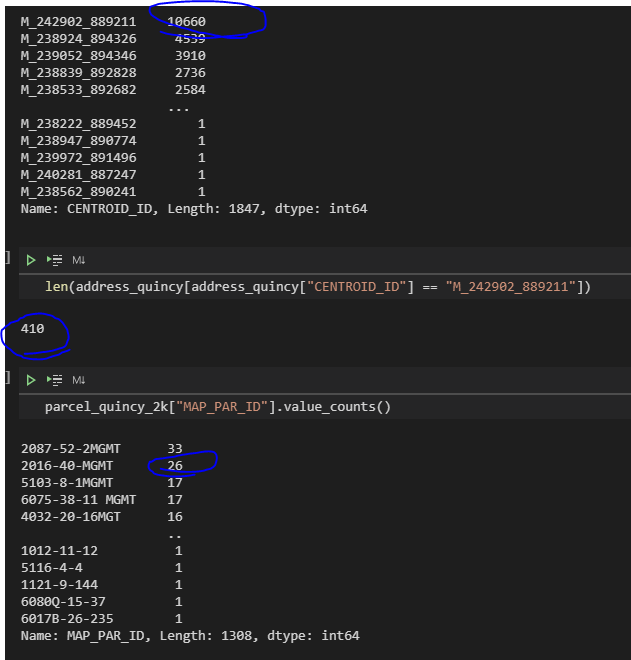 M_242902_889211 10660
M_238924_894326 4539
M_239052_894346 3910
M_238839_892828 2736
M_238533_892682 2584
...
M_238222_889452 1
M_238947_890774 1
M_239972_891496 1
M_240281_887247 1
M_238562_890241 1
Name: CENTROID_ID, Length: 1847, dtype: int64
] M↓
len(address_quincy[address_quincy["CENTROID_ID"] == "M_242902_889211"])
410
] M↓
parcel_quincy_2k["MAP_PAR_ID"].value_counts()
2087-52-2MGMT 33
2016-40-MGMT 26
5103-8-1MGMT 17
6075-38-11 MGMT 17
4032-20-16MGT 16
..
1012-11-12 1
5116-4-4 1
1121-9-144 1
6080Q-15-37 1
6017B-26-235 1
Name: MAP_PAR_ID, Length: 1308, dtype: int64